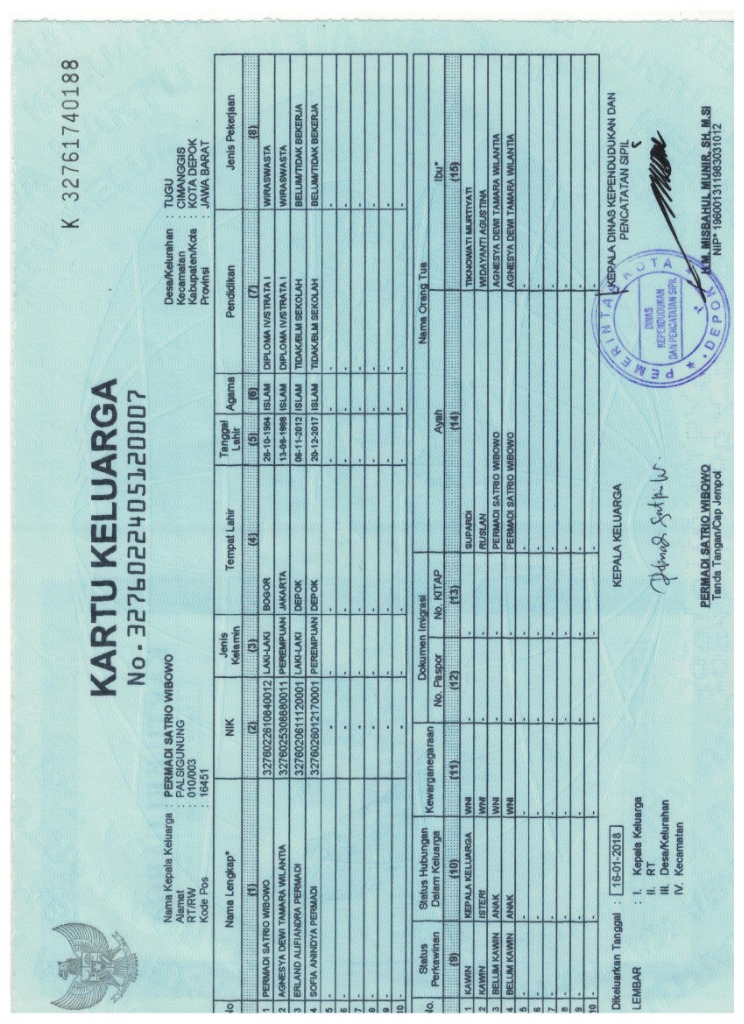 K 32761740188
KARTU KELUARGA
No. 3276022405120007
Nama Kepala Keluarga : PERMADI SATRIO WIBOWO
Alamat : PALSIGUNUNG
RT/RW : 010/003
Kode Pos : 16451
Desa/Kelurahan : TUGU
Kecamatan : CIMANGGIS
Kabupaten/Kota : KOTA DEPOK
Provinsi : JAWA BARAT
No Nama Lengkap* NIK Jenis Kelamin Tempat Lahir Tanggal Lahir Agama Pendidikan Jenis Pekerjaan
(1) (2) (3) (4) (5) (6) (7) (8)
1 PERMADI SATRIO WIBOWO 3276022610840012 LAKI-LAKI BOGOR 26-10-1984 ISLAM DIPLOMA IV/STRATA I WIRASWASTA
2 AGNESYA DEWI TAMARA WILANTIA 3276025308880011 PEREMPUAN JAKARTA 13-08-1988 ISLAM DIPLOMA IV/STRATA I WIRASWASTA
3 ERLAND ALIFIANDRA PERMADI 3276020611120001 LAKI-LAKI DEPOK 06-11-2012 ISLAM TIDAK/BLM SEKOLAH BELUM/TIDAK BEKERJA
4 SOFIA ANINDYA PERMADI 3276026012170001 PEREMPUAN DEPOK 20-12-2017 ISLAM TIDAK/BLM SEKOLAH BELUM/TIDAK BEKERJA
5 - - - - - - - -
6 - - - - - - - -
7 - - - - - - - -
8 - - - - - - - -
9 - - - - - - - -
10 - - - - - - - -
No. Status Perkawinan Status Hubungan Dalam Keluarga Kewarganegaraan Dokumen Imigrasi Nama Orang Tua
No. Paspor No. KITAP Ayah Ibu*
(9) (10) (11) (12) (13) (14) (15)
1 KAWIN KEPALA KELUARGA WNI - - SUPARDI TIKNOWATI MURTIYATI
2 KAWIN ISTERI WNI - - RUSLAN WIDAYANTI AGUSTINA
3 BELUM KAWIN ANAK WNI - - PERMADI SATRIO WIBOWO AGNESYA DEWI TAMARA WILANTIA
4 BELUM KAWIN ANAK WNI - - PERMADI SATRIO WIBOWO AGNESYA DEWI TAMARA WILANTIA
5 - - - - - - -
6 - - - - - - -
7 - - - - - - -
8 - - - - - - -
9 - - - - - - -
10 - - - - - - -
Dikeluarkan Tanggal : 16-01-2018
LEMBAR : I. Kepala Keluarga
II. RT
III. Desa/Kelurahan
IV. Kecamatan
KEPALA KELUARGA
PERMADI SATRIO WIBOWO
Tanda Tangan/Cap Jempol
KEPALA DINAS KEPENDUDUKAN DAN
PENCATATAN SIPIL
PEMERINTAH KOTA
DINAS
KEPENDUDUKAN
DAN PENCATATAN SIPIL
DEPOK
H.M. MISBAHUL MUNIR, SH, M.SI
NIP* 196001311963031012